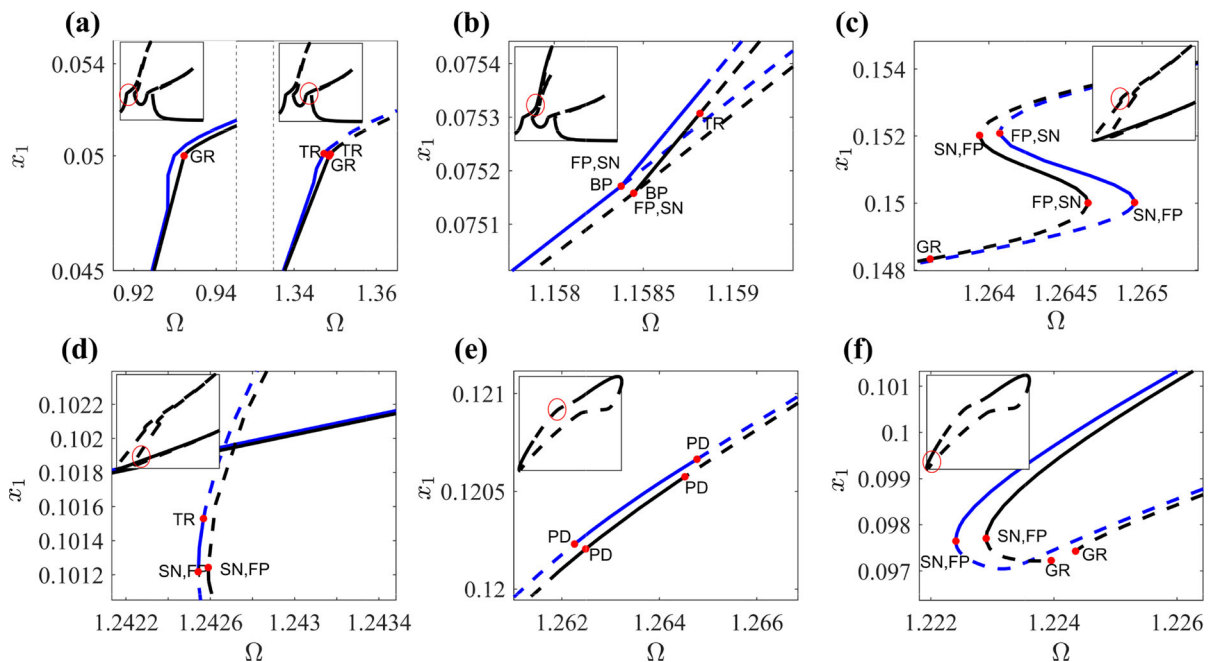 (a)
0.054
0.05
0.045
x₁
GR
TR
TR
GR
0.92
0.94
1.34
1.36
Ω
Ω
(b)
0.0754
0.0753
0.0752
0.0751
x₁
TR
FP,SN
BP
BP
FP,SN
1.158
1.1585
1.159
Ω
(c)
0.154
0.152
0.15
0.148
x₁
SN,FP
FP,SN
FP,SN
SN,FP
GR
1.264
1.2645
1.265
Ω
(d)
0.1022
0.102
0.1018
0.1016
0.1014
0.1012
x₁
TR
SN,FP
SN,FP
1.2422
1.2426
1.243
1.2434
Ω
(e)
0.121
0.1205
0.12
x₁
PD
PD
PD
PD
1.262
1.264
1.266
Ω
(f)
0.101
0.1
0.099
0.098
0.097
x₁
SN,FP
SN,FP
GR
GR
1.222
1.224
1.226
Ω